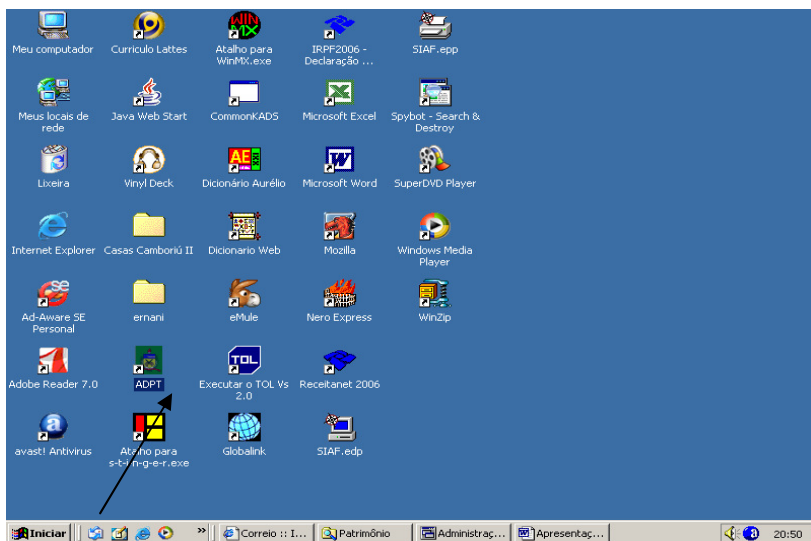 Meu computador
Curriculo Lattes
Atalho para
WinMX.exe
IRPF2006 -
Declaração ...
SIAF.epp
Meus locais de
rede
Java Web Start
CommonKADS
Microsoft Excel
Spybot - Search &
Destroy
Lixeira
Vinyl Deck
Dicionário Aurélio
Microsoft Word
SuperDVD Player
Internet Explorer
Casas Camboriú II
Dicionario Web
Mozilla
Windows Media
Player
Ad-Aware SE
Personal
ernani
eMule
Nero Express
WinZip
Adobe Reader 7.0
ADPT
TOL
Executar o TOL Vs
2.0
Receitanet 2006
avast! Antivirus
Atalho para
s-t-i-n-g-e-r.exe
Globalink
SIAF.edp
Iniciar
»
Correio :: I...
Patrimônio
Administraç...
Apresentaç...
20:50